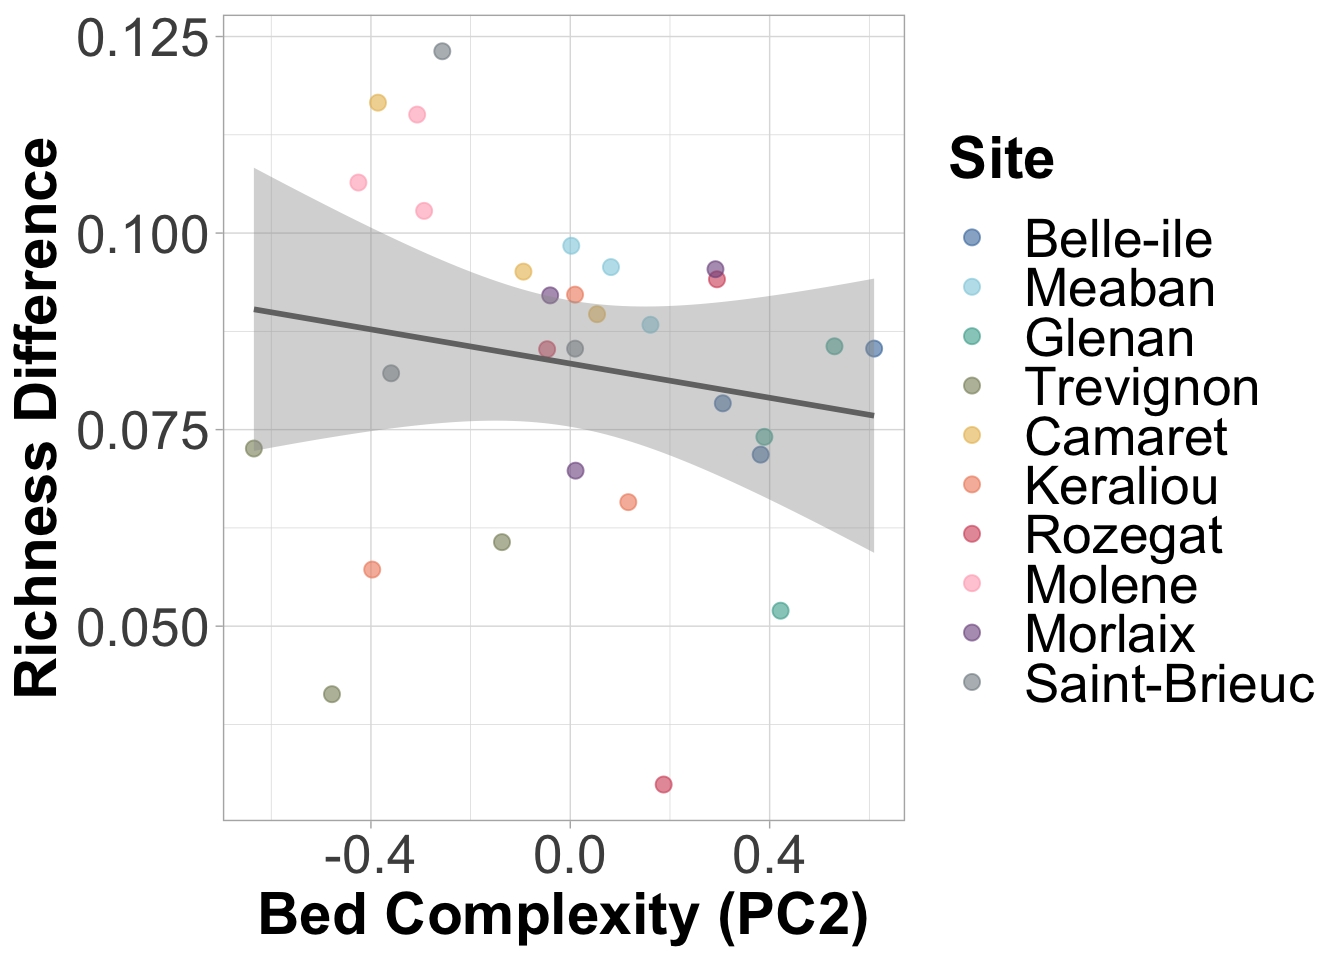 Richness Difference
0.125
0.100
0.075
0.050
-0.4 0.0 0.4
Bed Complexity (PC2)
Site
Belle-ile
Meaban
Glenan
Trevignon
Camaret
Keraliou
Rozegat
Molene
Morlaix
Saint-Brieuc